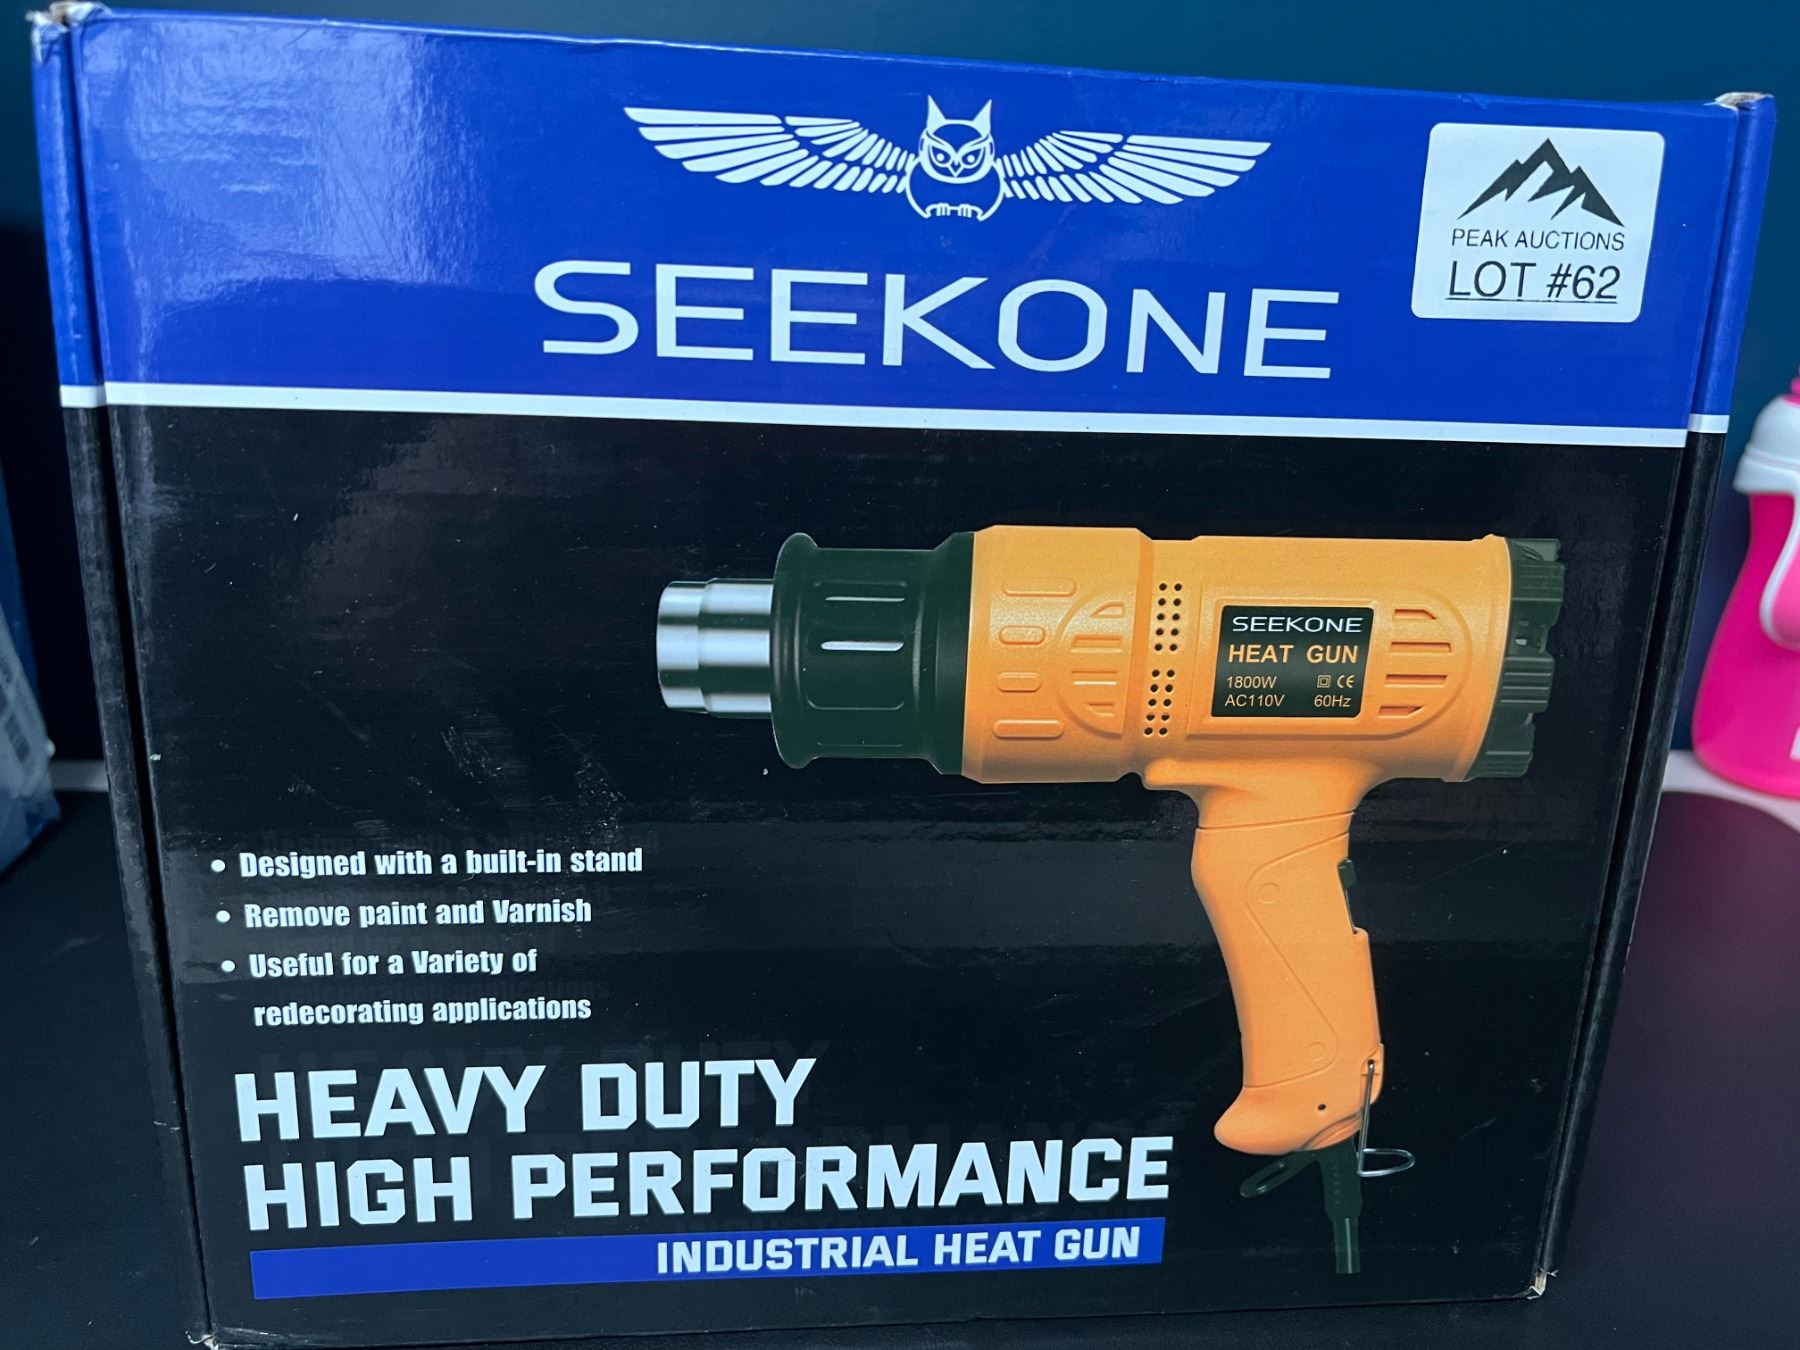 SEEKONE
PEAK AUCTIONS
LOT #62
SEEKONE
HEAT GUN
1800W CE
AC110V 60Hz
• Designed with a built-in stand
• Remove paint and Varnish
• Useful for a Variety of
redecorating applications
HEAVY DUTY
HIGH PERFORMANCE
INDUSTRIAL HEAT GUN